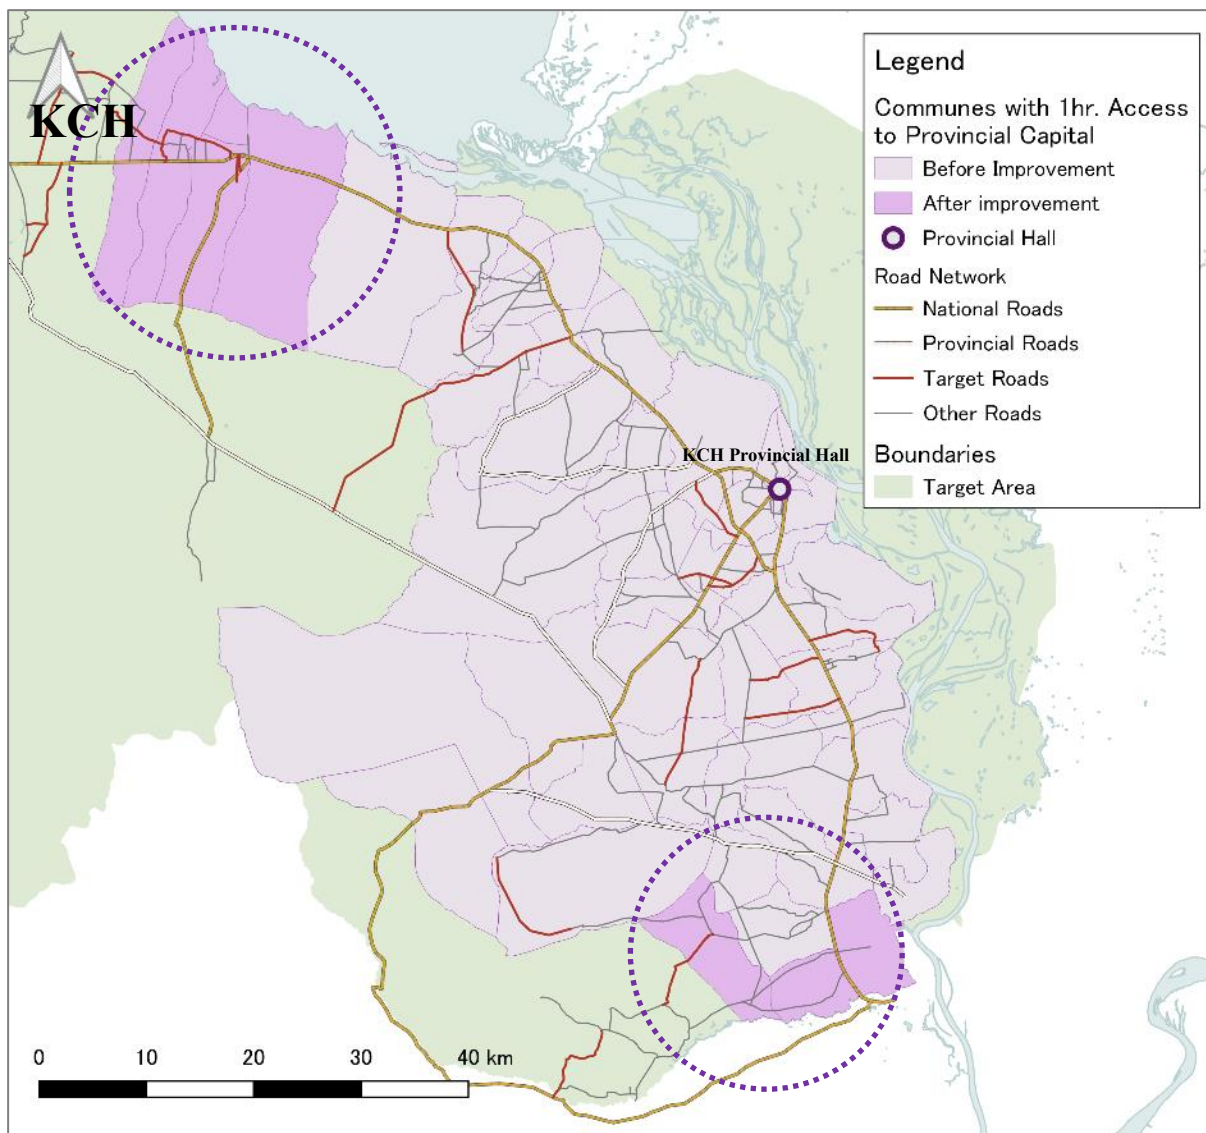 KCH
Legend
Communes with 1hr. Access
to Provincial Capital
Before Improvement
After improvement
Provincial Hall
Road Network
National Roads
Provincial Roads
Target Roads
Other Roads
Boundaries
Target Area
KCH Provincial Hall
0 10 20 30 40 km